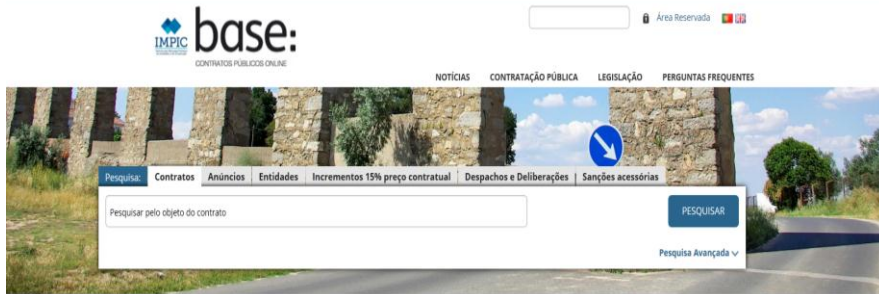 IMPIC
base:
CONTRATOS PÚBLICOS ONLINE
Área Reservada
NOTÍCIAS CONTRATAÇÃO PÚBLICA LEGISLAÇÃO PERGUNTAS FREQUENTES
Pesquisa: Contratos Anúncios Entidades Incrementos 15% preço contratual Despachos e Deliberações | Sanções acessórias
Pesquisar pelo objeto do contrato PESQUISAR
Pesquisa Avançada